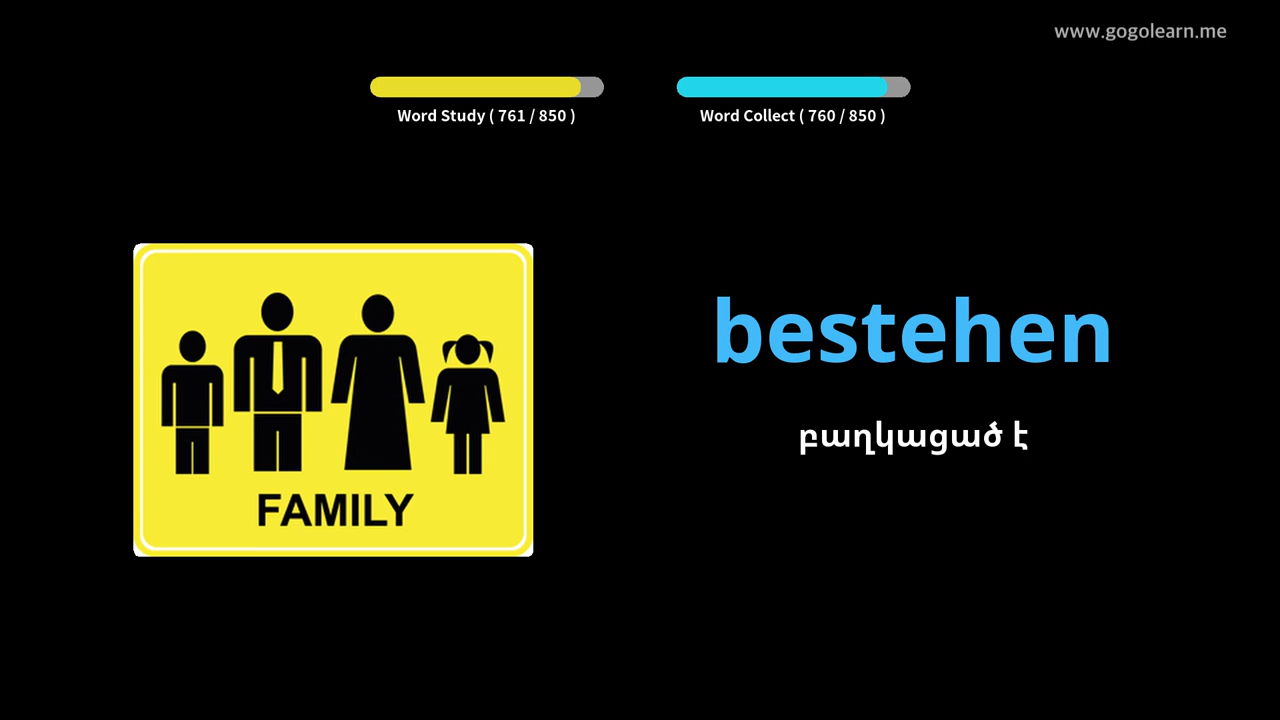 www.gogolearn.me
Word Study ( 761 / 850 )
Word Collect ( 760 / 850 )
bestehen
բաղկացած է
FAMILY